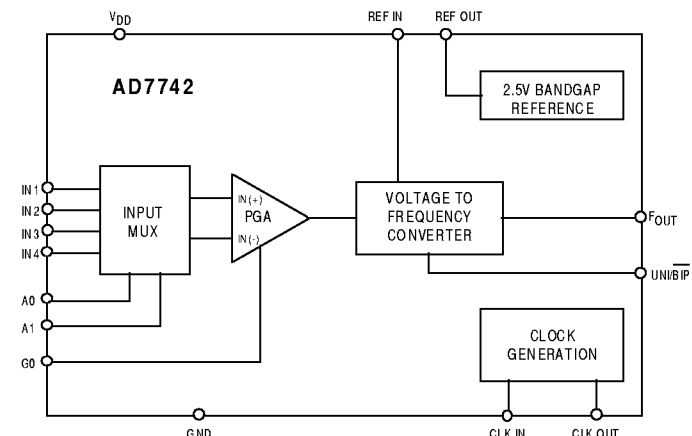 VDD
REF IN
REF OUT
AD7742
2.5V BANDGAP
REFERENCE
IN1
IN2
IN3
IN4
INPUT
MUX
IN(+)
PGA
IN(-)
VOLTAGE TO
FREQUENCY
CONVERTER
FOUT
UNI/BIP
A0
A1
G0
CLOCK
GENERATION
GND
CLK IN
CLK OUT